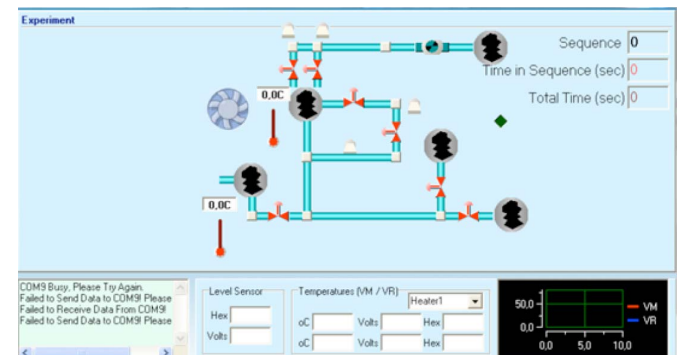 Experiment
Sequence 0
Time in Sequence (sec) 0
Total Time (sec) 0
0,0C
0,0C
COM9 Busy, Please Try Again.
Failed to Send Data to COM9! Please
Failed to Receive Data From COM9!
Failed to Send Data to COM9! Please
Level Sensor
Hex
Volts
Temperatures (VM / VR)
Heater1
oC Volts Hex
oC Volts Hex
50,0
0,0
0,0 5,0 10,0
VM
VR